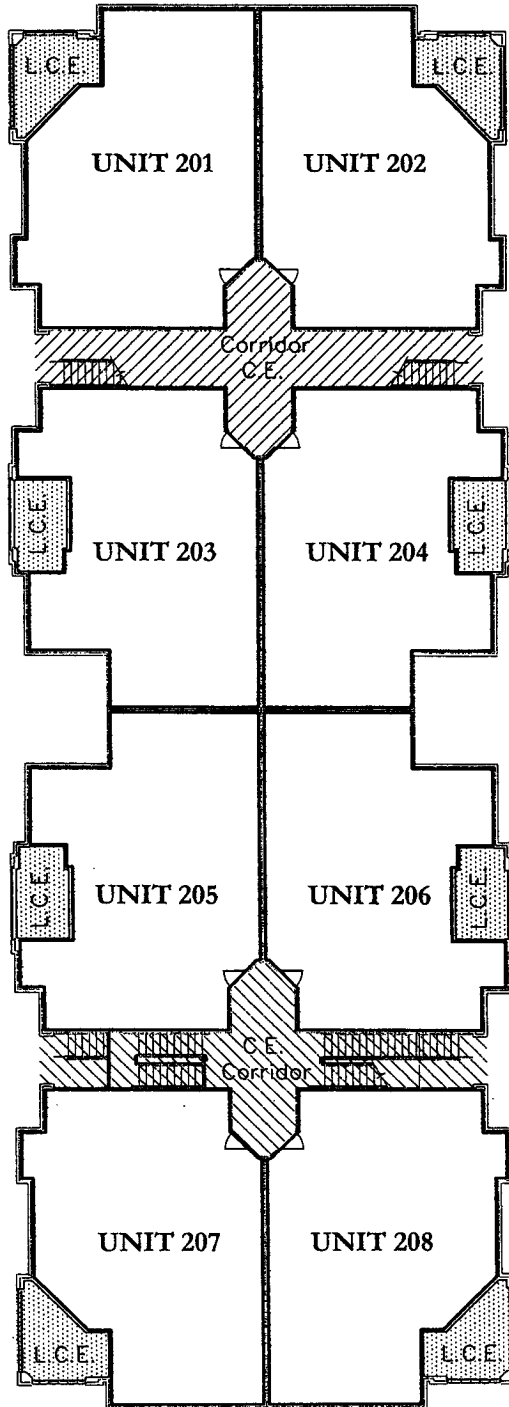 L.C.E. L.C.E.
UNIT 201 UNIT 202
Corridor
C.E.
L.C.E. L.C.E.
UNIT 203 UNIT 204
L.C.E. L.C.E.
UNIT 205 UNIT 206
C.E.
Corridor
UNIT 207 UNIT 208
L.C.E. L.C.E.